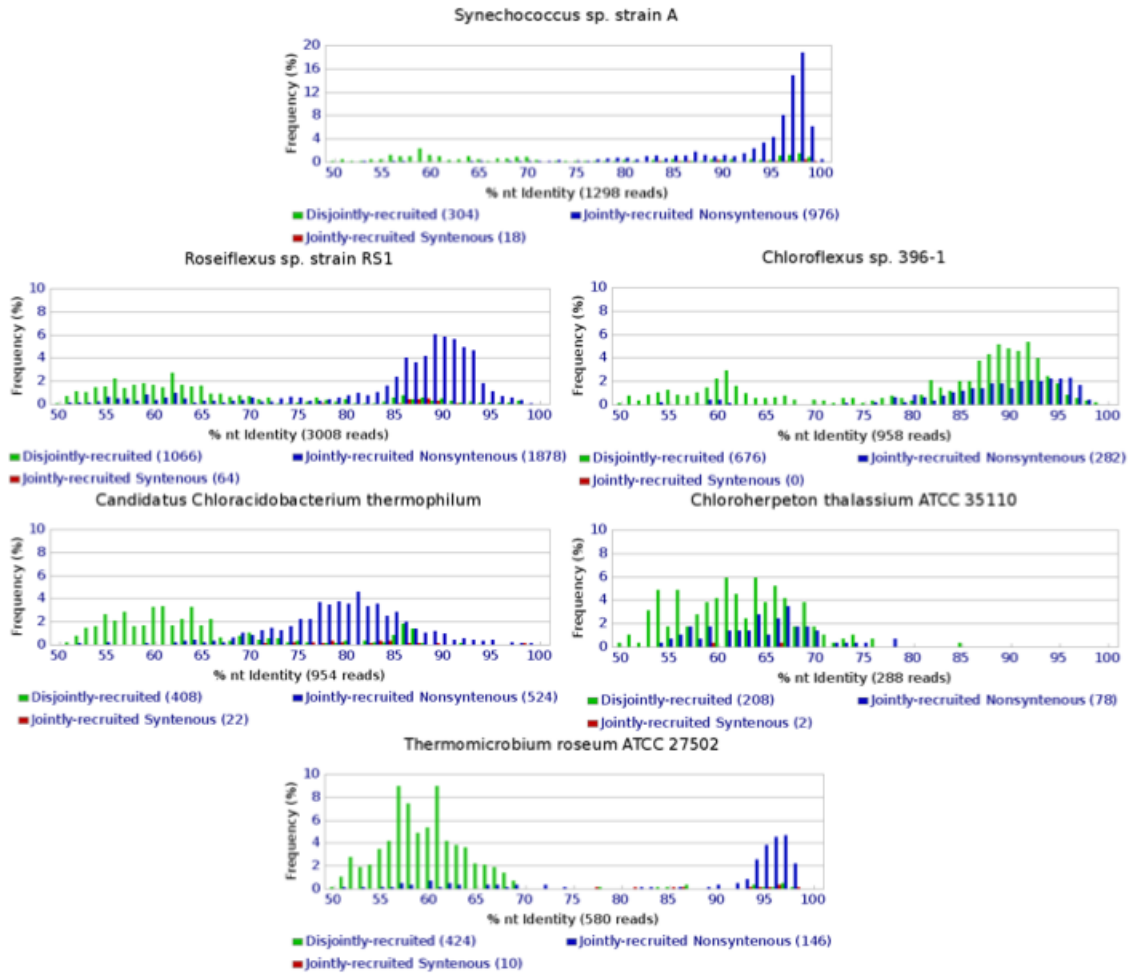 Synechococcus sp. strain A
Frequency (%)
20
16
12
8
4
0
50 55 60 65 70 75 80 85 90 95 100
% nt Identity (1298 reads)
Disjointly-recruited (304) Jointly-recruited Nonsyntenous (976)
Jointly-recruited Syntenous (18)
Roseiflexus sp. strain RS1
Frequency (%)
10
8
6
4
2
0
50 55 60 65 70 75 80 85 90 95 100
% nt Identity (3008 reads)
Disjointly-recruited (1066) Jointly-recruited Nonsyntenous (1878)
Jointly-recruited Syntenous (64)
Chloroflexus sp. 396-1
Frequency (%)
10
8
6
4
2
0
50 55 60 65 70 75 80 85 90 95 100
% nt Identity (958 reads)
Disjointly-recruited (676) Jointly-recruited Nonsyntenous (282)
Jointly-recruited Syntenous (0)
Candidatus Chloracidobacterium thermophilum
Frequency (%)
10
8
6
4
2
0
50 55 60 65 70 75 80 85 90 95 100
% nt Identity (954 reads)
Disjointly-recruited (408) Jointly-recruited Nonsyntenous (524)
Jointly-recruited Syntenous (22)
Chloroherpeton thalassium ATCC 35110
Frequency (%)
10
8
6
4
2
0
50 55 60 65 70 75 80 85 90 95 100
% nt Identity (288 reads)
Disjointly-recruited (208) Jointly-recruited Nonsyntenous (78)
Jointly-recruited Syntenous (2)
Thermomicrobium roseum ATCC 27502
Frequency (%)
10
8
6
4
2
0
50 55 60 65 70 75 80 85 90 95 100
% nt Identity (580 reads)
Disjointly-recruited (424) Jointly-recruited Nonsyntenous (146)
Jointly-recruited Syntenous (10)